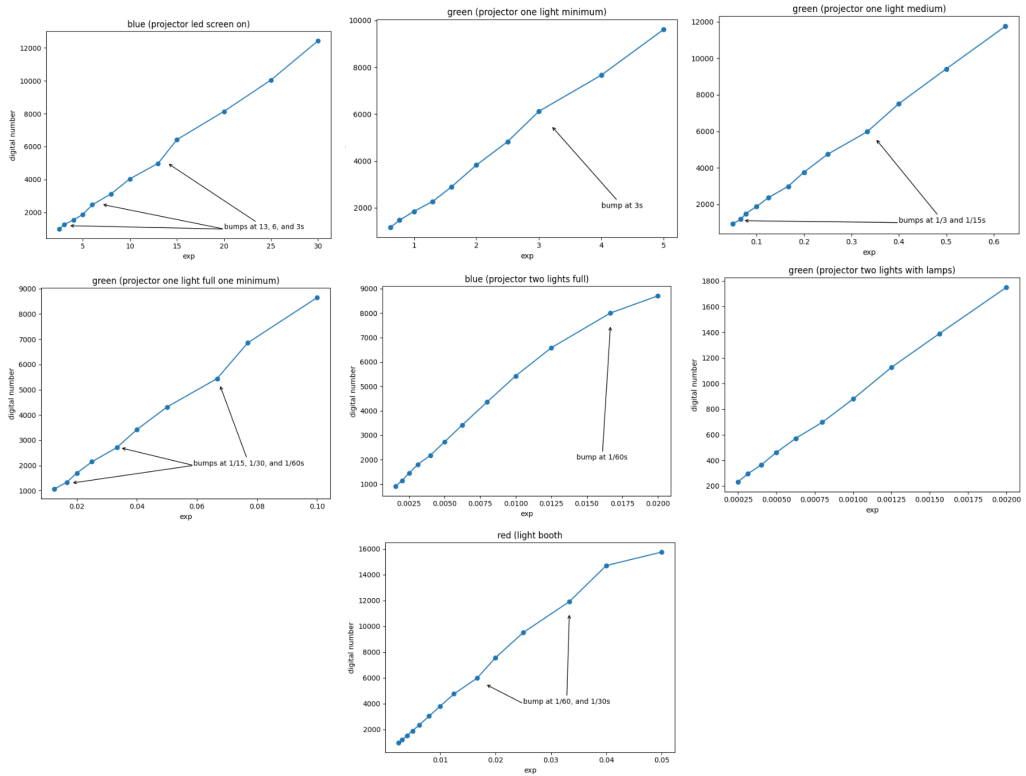 blue (projector led screen on)
12000
10000
8000
6000
4000
2000
digital number
bumps at 13, 6, and 3s
5 10 15 20 25 30
exp
green (projector one light minimum)
10000
8000
6000
4000
2000
bump at 3s
1 2 3 4 5
exp
green (projector one light medium)
12000
10000
8000
6000
4000
2000
bumps at 1/3 and 1/15s
0.1 0.2 0.3 0.4 0.5 0.6
exp
green (projector one light full one minimum)
9000
8000
7000
6000
5000
4000
3000
2000
1000
digital number
bumps at 1/15, 1/30, and 1/60s
0.02 0.04 0.06 0.08 0.10
exp
blue (projector two lights full)
9000
8000
7000
6000
5000
4000
3000
2000
1000
digital number
bump at 1/60s
0.0025 0.0050 0.0075 0.0100 0.0125 0.0150 0.0175 0.0200
exp
green (projector two lights with lamps)
1800
1600
1400
1200
1000
800
600
400
200
digital number
0.00025 0.00050 0.00075 0.00100 0.00125 0.00150 0.00175 0.00200
exp
red (light booth
16000
14000
12000
10000
8000
6000
4000
2000
digital number
bump at 1/60, and 1/30s
0.01 0.02 0.03 0.04 0.05
exp